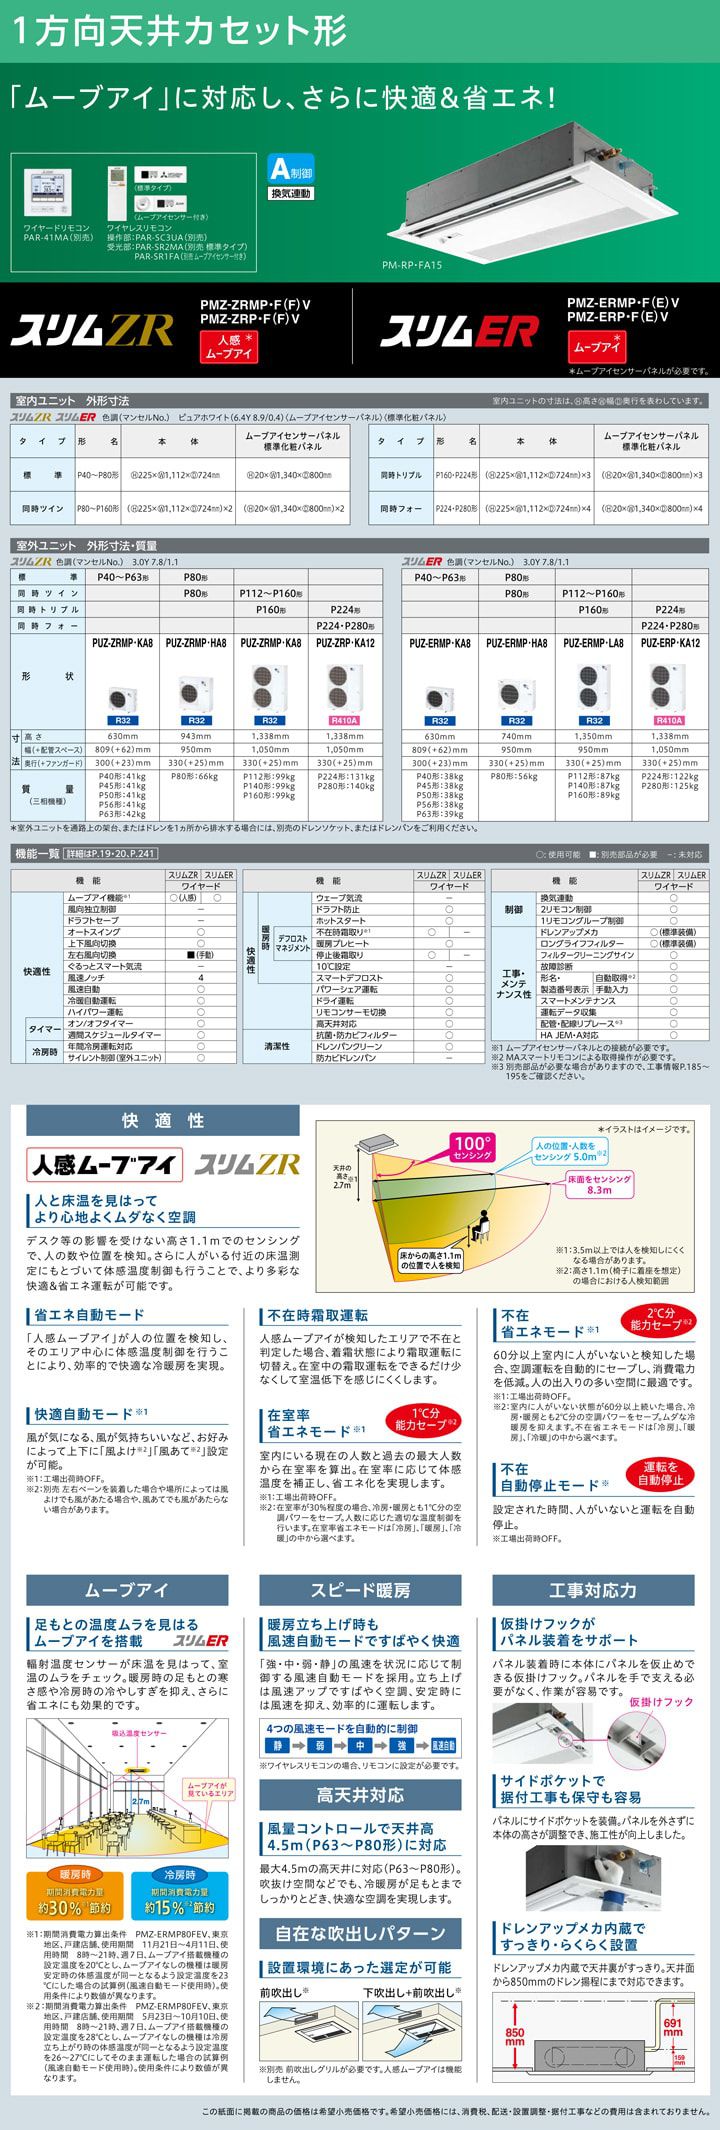 1方向天井カセット形
「ムーブアイ」に対応し、さらに快適&省エネ!
ワイヤードリモコン
PAR-41MA(別売)
(標準タイプ)
(ムーブアイセンサー付き)
ワイヤレスリモコン
操作部:PAR-SC3UA(別売)
受光部:PAR-SR2MA(別売 標準タイプ)
PAR-SR1FA(別売 ムーブアイセンサー付き)
A制御
換気連動
PM-RP・FA15
スリムZR
PMZ-ZRMP・F(F)V
PMZ-ZRP・F(F)V
人感
ムーブアイ*
スリムER
PMZ-ERMP・F(E)V
PMZ-ERP・F(E)V
ムーブアイ*
*ムーブアイセンサーパネルが必要です。
室内ユニット 外形寸法
室内ユニットの寸法は、Ⓗ高さⓌ幅Ⓓ奥行を表わしています。
スリムZR スリムER 色調(マンセルNo.) ピュアホワイト(6.4Y 8.9/0.4)(ムーブアイセンサーパネル)(標準化粧パネル)
タイプ 形名 本体 ムーブアイセンサーパネル 標準化粧パネル
標準 P40~P80形 (Ⓗ225×Ⓦ1,112×Ⓓ724mm (Ⓗ20×Ⓦ1,340×Ⓓ800mm
同時ツイン P80~P160形 (Ⓗ225×Ⓦ1,112×Ⓓ724mm)×2 (Ⓗ20×Ⓦ1,340×Ⓓ800mm)×2
タイプ 形名 本体 ムーブアイセンサーパネル 標準化粧パネル
同時トリプル P160・P224形 (Ⓗ225×Ⓦ1,112×Ⓓ724mm)×3 (Ⓗ20×Ⓦ1,340×Ⓓ800mm)×3
同時フォー P224・P280形 (Ⓗ225×Ⓦ1,112×Ⓓ724mm)×4 (Ⓗ20×Ⓦ1,340×Ⓓ800mm)×4
室外ユニット 外形寸法・質量
スリムZR 色調(マンセルNo.) 3.0Y 7.8/1.1
標準 P40~P63形 P80形
同時ツイン P80形 P112~P160形
同時トリプル P160形 P224形
同時フォー P224・P280形
形状 PUZ-ZRMP・KA8 PUZ-ZRMP・HA8 PUZ-ZRMP・KA8 PUZ-ZRP・KA12
R32 R32 R32 R410A
寸法 高さ 630mm 943mm 1,338mm 1,338mm
幅(+配管スペース) 809(+62)mm 950mm 1,050mm 1,050mm
奥行(+ファンガード) 300(+23)mm 330(+25)mm 330(+25)mm 330(+25)mm
質量(三相機種)
P40形:41kg P80形:66kg P112形:99kg P224形:131kg
P45形:41kg P140形:99kg P280形:140kg
P50形:41kg P160形:99kg
P56形:41kg
P63形:42kg
スリムER 色調(マンセルNo.) 3.0Y 7.8/1.1
P40~P63形 P80形
P80形 P112~P160形
P160形 P224形
P224・P280形
PUZ-ERMP・KA8 PUZ-ERMP・HA8 PUZ-ERMP・LA8 PUZ-ERP・KA12
R32 R32 R32 R410A
630mm 740mm 1,350mm 1,338mm
809(+62)mm 950mm 950mm 1,050mm
300(+23)mm 330(+25)mm 330(+25)mm 330(+25)mm
P40形:38kg P80形:56kg P112形:87kg P224形:122kg
P45形:38kg P140形:87kg P280形:125kg
P50形:38kg P160形:89kg
P56形:38kg
P63形:39kg
*室外ユニットを通路上の架台、またはドレンを1ヵ所から排水する場合には、別売のドレンソケット、またはドレンパンをご利用ください。
機能一覧 詳細はP.19・20、P.241
○:使用可能 ■:別売部品が必要 −:未対応
機能 スリムZR スリムER
ワイヤード
快適性
ムーブアイ機能※1 ○(人感) ○
風向独立制御 −
ドラフトセーブ −
オートスイング ○
上下風向切換 ○
左右風向切換 ■(手動)
ぐるっとスマート気流 −
風速ノッチ 4
風速自動 ○
冷暖自動運転 ○
ハイパワー運転 ○
タイマー オン/オフタイマー ○
週間スケジュールタイマー ○
冷房時 年間冷房運転対応 ○
サイレント制御(室外ユニット) ○
機能 スリムZR スリムER
ワイヤード
快適性 暖房時
ウェーブ気流 −
ドラフト防止 ○
ホットスタート ○
デフロストマネジメント
不在時霜取り※1 ○ −
暖房プレヒート ○
停止後霜取り ○ −
10℃設定 −
スマートデフロスト ○
パワーシェア運転 ○
ドライ運転 ○
リモコンサーモ切換 ○
高天井対応 ○
清潔性 抗菌・防カビフィルター ○
ドレンパンクリーン ○
防カビドレンパン −
機能 スリムZR スリムER
ワイヤード
制御 換気連動 ○
2リモコン制御 ○
1リモコングループ制御 ○
工事・メンテナンス性
ドレンアップメカ ○(標準装備)
ロングライフフィルター ○(標準装備)
フィルタークリーニングサイン ○
故障診断 ○
形名・製造番号表示 自動取得※2 ○
手動入力 ○
スマートメンテナンス ○
運転データ収集 ○
配管・配線リプレース※3 ○
HA JEM・A対応 ○
※1 ムーブアイセンサーパネルとの接続が必要です。
※2 MAスマートリモコンによる取得操作が必要です。
※3 別売部品が必要な場合がありますので、工事情報P.185~195をご確認ください。
快適性
人感ムーブアイ スリムZR
人と床温を見はって
より心地よくムダなく空調
デスク等の影響を受けない高さ1.1mでのセンシング
で、人の数や位置を検知。さらに人がいる付近の床温測
定にもとづいて体感温度制御も行うことで、より多彩な
快適&省エネ運転が可能です。
*イラストはイメージです。
100°
センシング
人の位置・人数を
センシング 5.0m※2
床面をセンシング
8.3m
天井の
高さ※1
2.7m
床からの高さ1.1m
の位置で人を検知
※1:3.5m以上では人を検知しにくく
なる場合があります。
※2:高さ1.1m(椅子に着座を想定)
の場合における人検知範囲
省エネ自動モード
「人感ムーブアイ」が人の位置を検知し、
そのエリア中心に体感温度制御を行うこ
とにより、効率的で快適な冷暖房を実現。
快適自動モード※1
風が気になる、風が気持ちいいなど、お好み
によって上下に「風よけ※2」「風あて※2」設定
が可能。
※1:工場出荷時OFF。
※2:別売 左右ベーンを装着した場合や場所によっては風
よけでも風があたる場合や、風あてでも風があたらな
い場合があります。
不在時霜取運転
人感ムーブアイが検知したエリアで不在と
判定した場合、着霜状態により霜取運転に
切替え。在室中の霜取運転をできるだけ少
なくして室温低下を感じにくくします。
在室率
省エネモード※1
1℃分
能力セーブ※2
室内にいる現在の人数と過去の最大人数
から在室率を算出。在室率に応じて体感
温度を補正し、省エネ化を実現します。
※1:工場出荷時OFF。
※2:在室率が30%程度の場合、冷房・暖房とも1℃分の空
調パワーをセーブ。人数に応じた適切な温度制御を
行います。在室率省エネモードは「冷房」、「暖房」、「冷
暖」の中から選べます。
不在
省エネモード※1
2℃分
能力セーブ※2
60分以上室内に人がいないと検知した場
合、空調運転を自動的にセーブし、消費電力
を低減。人の出入りの多い空間に最適です。
※1:工場出荷時OFF。
※2:室内に人がいない状態が60分以上続いた場合、冷
房・暖房とも2℃分の空調パワーをセーブ。ムダな冷
暖房を抑えます。不在省エネモードは「冷房」、「暖
房」、「冷暖」の中から選べます。
不在
自動停止モード※
運転を
自動停止
設定された時間、人がいないと運転を自動
停止。
※工場出荷時OFF。
ムーブアイ
足もとの温度ムラを見はる
ムーブアイを搭載 スリムER
輻射温度センサーが床温を見はって、室
温のムラをチェック。暖房時の足もとの寒
さ感や冷房時の冷やしすぎを抑え、さらに
省エネにも効果的です。
吸込温度センサー
2.7m
ムーブアイが
見ているエリア
暖房時
期間消費電力量
約30%※1節約
冷房時
期間消費電力量
約15%※2節約
※1:期間消費電力算出条件 PMZ-ERMP80FEV、東京
地区、戸建店舗、使用期間 11月21日~4月11日、使
用時間 8時~21時、週7日、ムーブアイ搭載機種の
設定温度を20℃とし、ムーブアイなしの機種は暖房
安定時の体感温度が同一となるよう設定温度を23
℃にした場合の試算例(風速自動モード使用時)。使
用条件により数値が異なります。
※2:期間消費電力算出条件 PMZ-ERMP80FEV、東京
地区、戸建店舗、使用期間 5月23日~10月10日、使
用時間 8時~21時、週7日、ムーブアイ搭載機種の
設定温度を28℃とし、ムーブアイなしの機種は冷房
立ち上がり時の体感温度が同一となるよう設定温度
を26~27℃にしてそのまま運転した場合の試算例
(風速自動モード使用時)。使用条件により数値が異
なります。
スピード暖房
暖房立ち上げ時も
風速自動モードですばやく快適
「強・中・弱・静」の風速を状況に応じて制
御する風速自動モードを採用。立ち上げ
は風速アップですばやく空調、安定時に
は風速を抑え、効率的に運転します。
4つの風速モードを自動的に制御
静 弱 中 強 風速自動
※ワイヤレスリモコンの場合、リモコンに設定が必要です。
高天井対応
風量コントロールで天井高
4.5m(P63~P80形)に対応
最大4.5mの高天井に対応(P63~P80形)。
吹抜け空間などでも、冷暖房が足もとまで
しっかりとどき、快適な空調を実現します。
自在な吹出しパターン
設置環境にあった選定が可能
前吹出し※ 下吹出し+前吹出し※
※別売 前吹出しグリルが必要です。人感ムーブアイは機能
しません。
工事対応力
仮掛けフックが
パネル装着をサポート
パネル装着時に本体にパネルを仮止めで
きる仮掛けフック。パネルを手で支える必
要がなく、作業が容易です。
仮掛けフック
サイドポケットで
据付工事も保守も容易
パネルにサイドポケットを装備。パネルを外さずに
本体の高さが調整でき、施工性が向上しました。
ドレンアップメカ内蔵で
すっきり・らくらく設置
ドレンアップメカ内蔵で天井裏がすっきり。天井面
から850mmのドレン揚程にまで対応できます。
850
mm
691
mm
159
mm
この紙面に掲載の商品の価格は希望小売価格です。希望小売価格には、消費税、配送・設置調整・据付工事などの費用は含まれておりません。